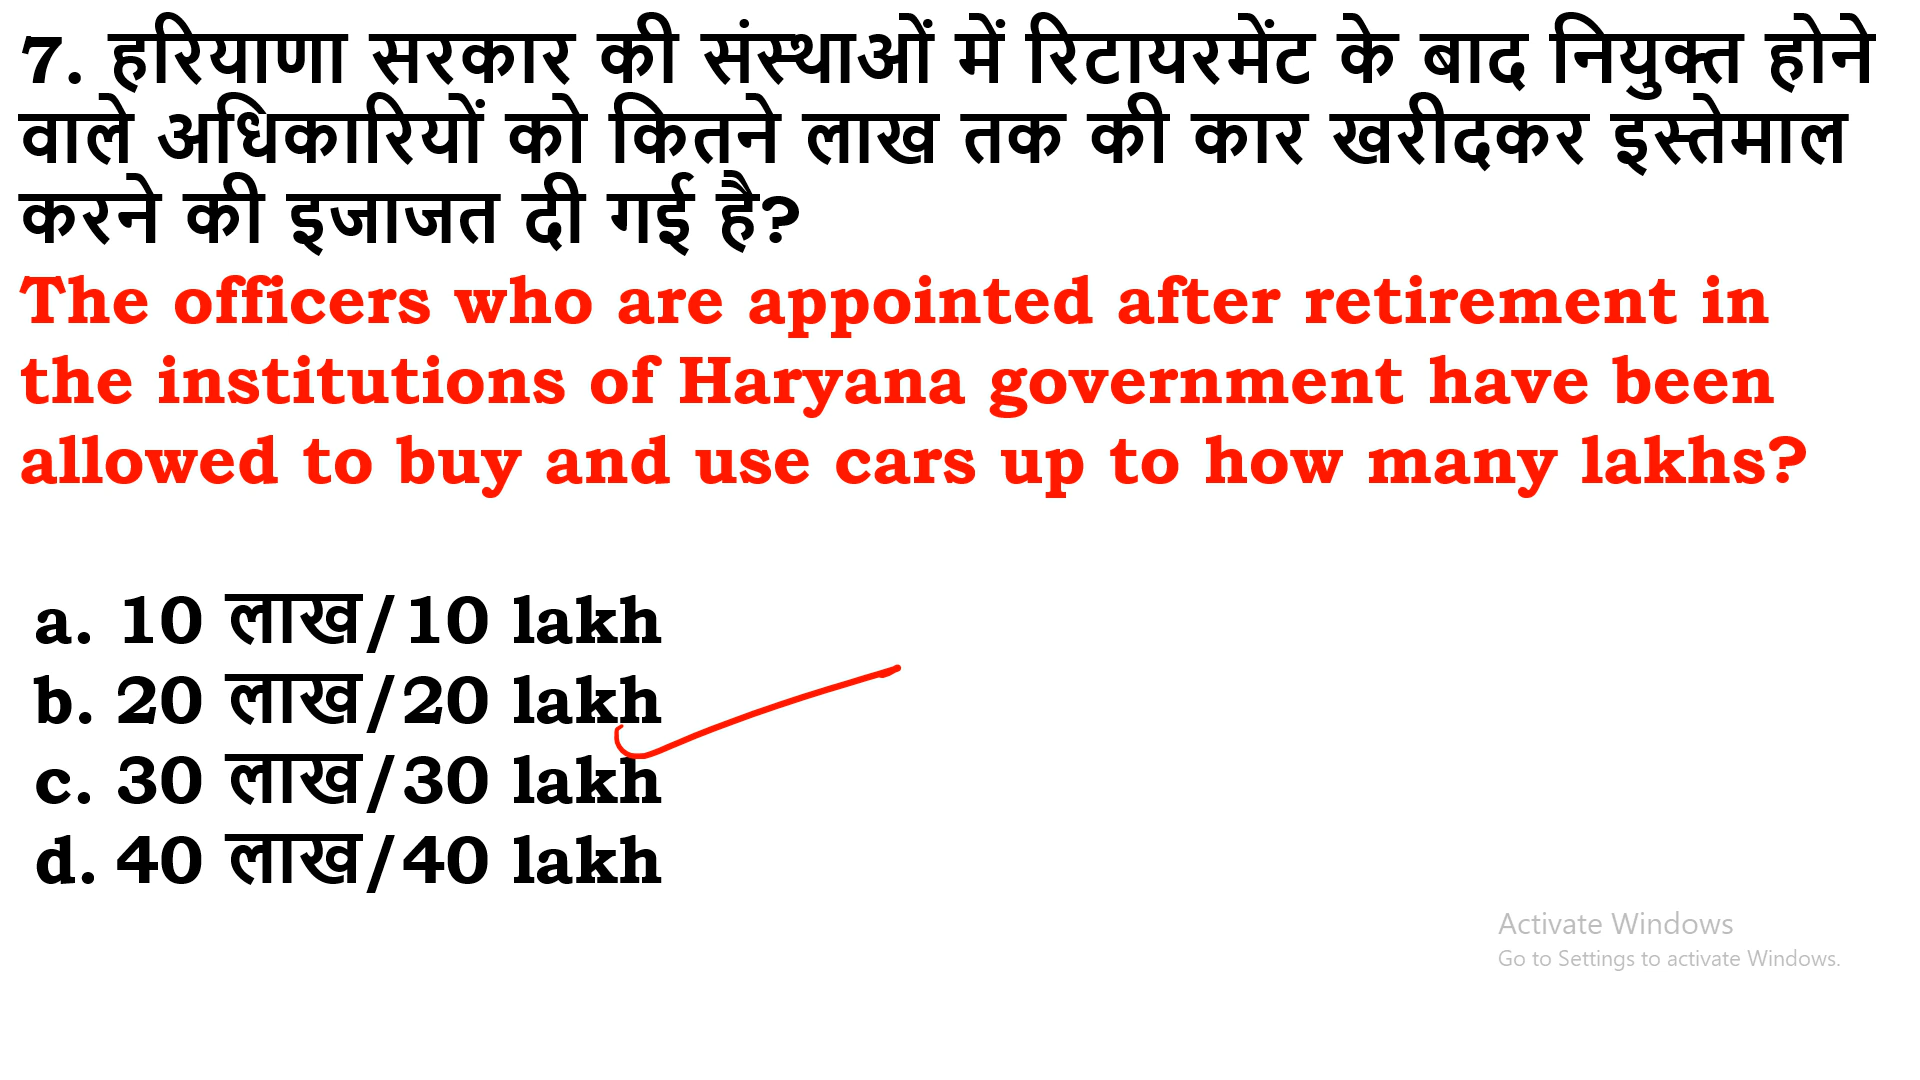 7. हरियाणा सरकार की संस्थाओं में रिटायरमेंट के बाद नियुक्त होने
वाले अधिकारियों को कितने लाख तक की कार खरीदकर इस्तेमाल
करने की इजाजत दी गई है?
The officers who are appointed after retirement in
the institutions of Haryana government have been
allowed to buy and use cars up to how many lakhs?
a. 10 लाख/10 lakh
b. 20 लाख/20 lakh
c. 30 लाख/30 lakh
d. 40 लाख/40 lakh
Activate Windows
Go to Settings to activate Windows.